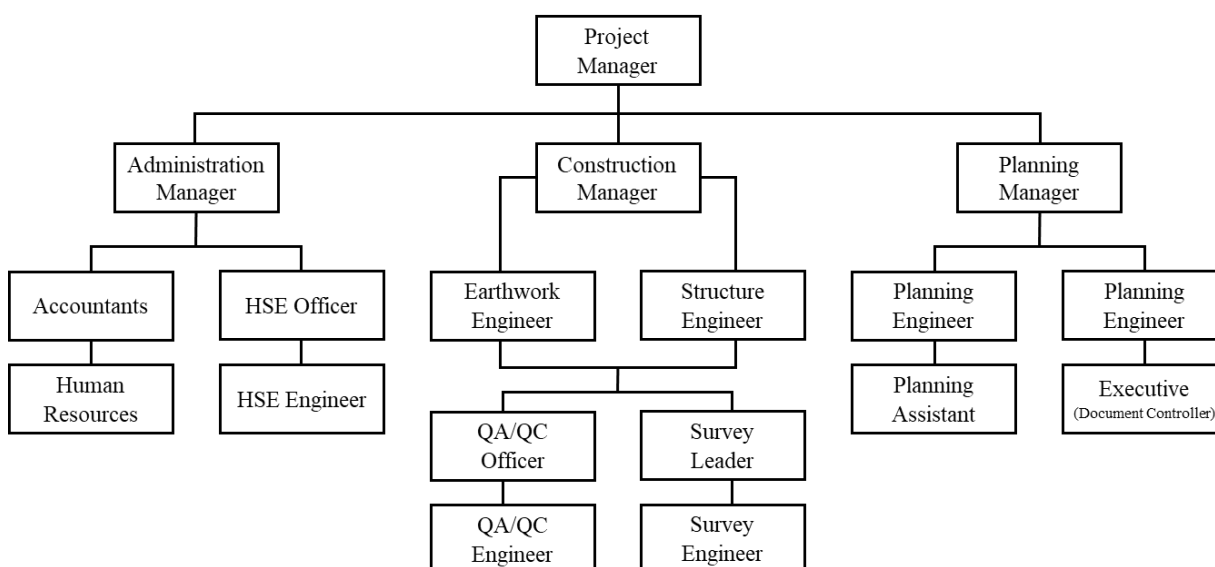 Project
Manager
Administration
Manager
Construction
Manager
Planning
Manager
Accountants
HSE Officer
Earthwork
Engineer
Structure
Engineer
Planning
Engineer
Planning
Engineer
Human
Resources
HSE Engineer
Planning
Assistant
Executive
(Document Controller)
QA/QC
Officer
Survey
Leader
QA/QC
Engineer
Survey
Engineer